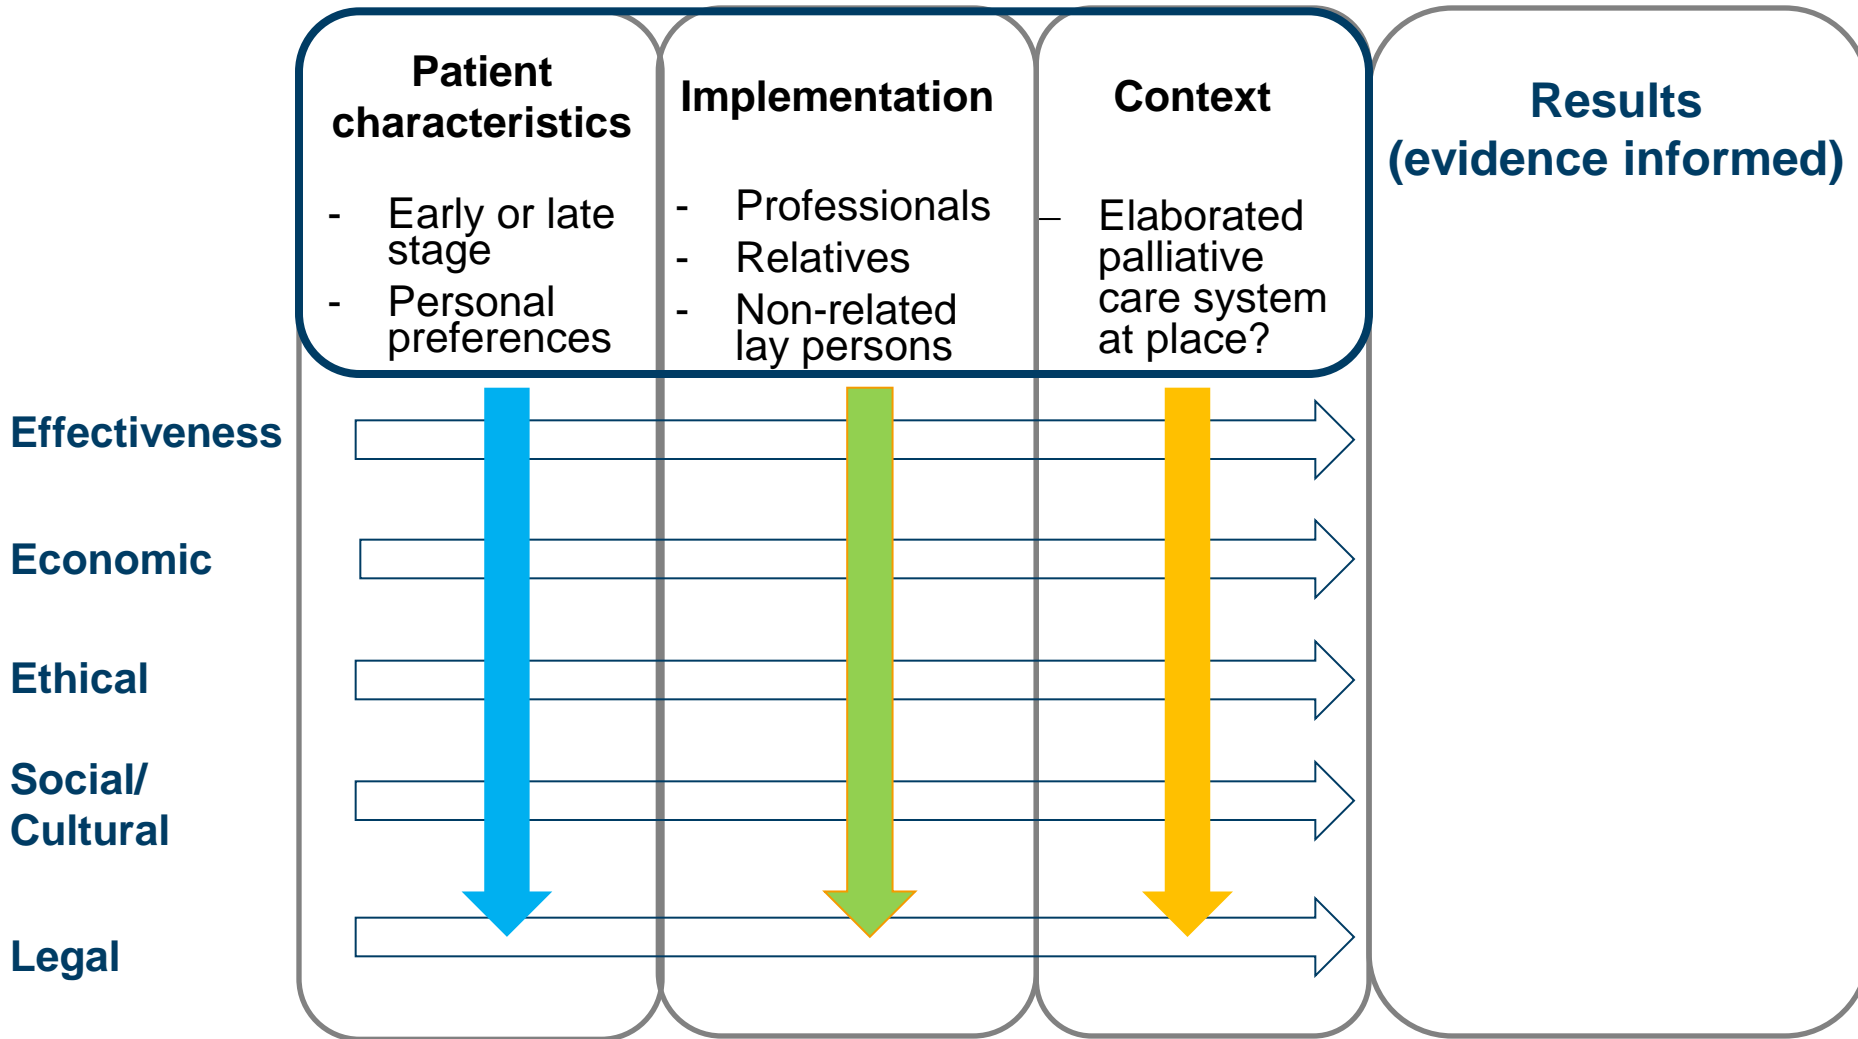 Patient
characteristics
- Early or late
stage
- Personal
preferences
Implementation
- Professionals
- Relatives
- Non-related
lay persons
Context
– Elaborated
palliative
care system
at place?
Results
(evidence informed)
Effectiveness
Economic
Ethical
Social/
Cultural
Legal